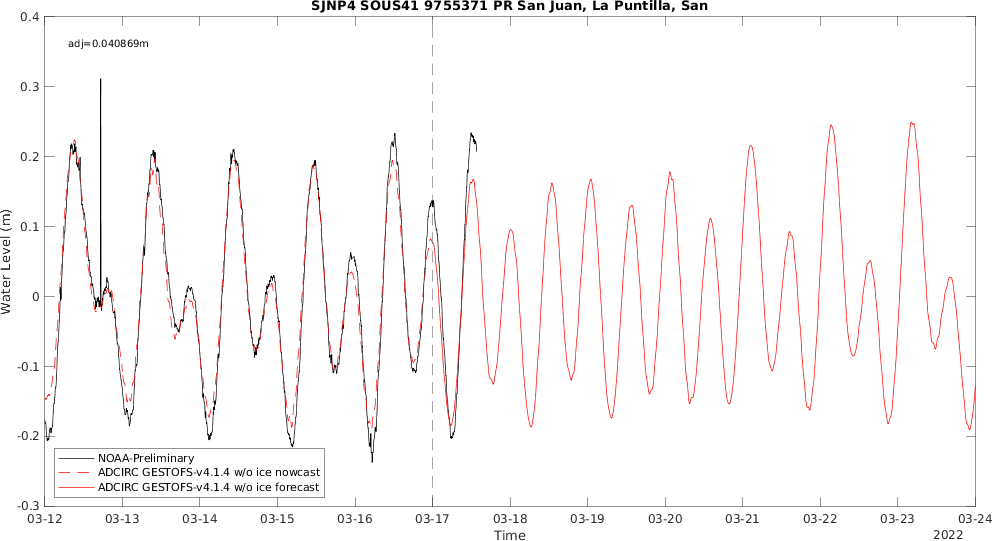 SJNP4 SOUS41 9755371 PR San Juan, La Puntilla, San
adj=0.040869m
Water Level (m)
0.4
0.3
0.2
0.1
0
-0.1
-0.2
-0.3
NOAA-Preliminary
ADCIRC GESTOFS-v4.1.4 w/o ice nowcast
ADCIRC GESTOFS-v4.1.4 w/o ice forecast
03-12 03-13 03-14 03-15 03-16 03-17 03-18 03-19 03-20 03-21 03-22 03-23 03-24
Time
2022